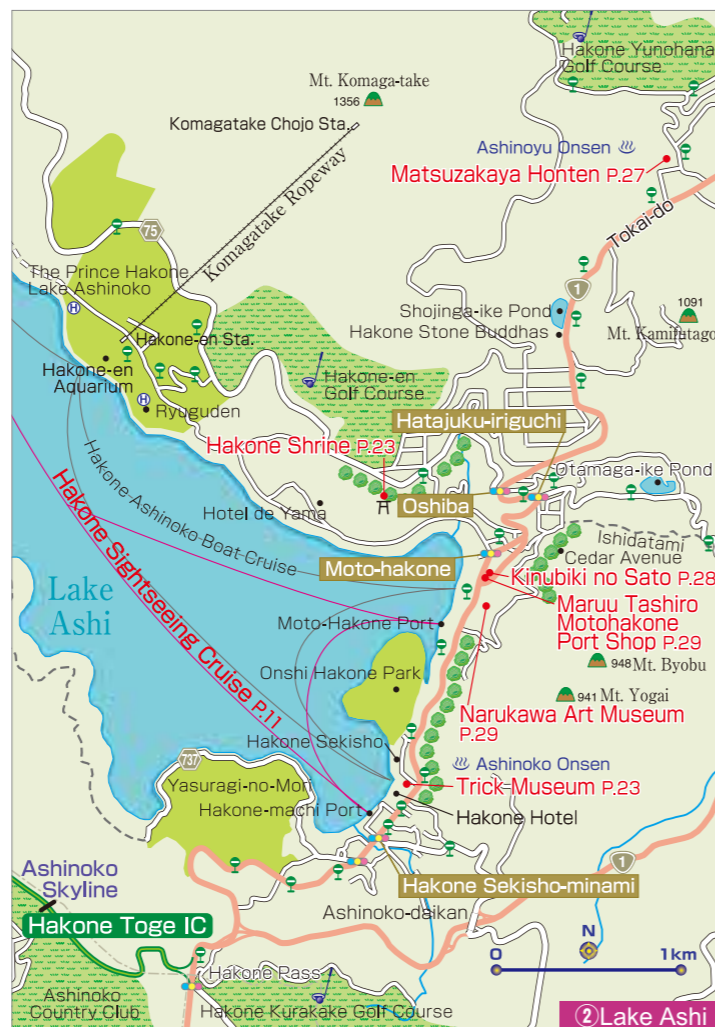 Hakone Yunohana
Golf Course
Mt. Komaga-take
1356
Komagatake Chojo Sta.
Ashinoyu Onsen
Matsuzakaya Honten P.27
Tokai-do
75
Komagatake Ropeway
1
The Prince Hakone
Lake Ashinoko
H
Shojinga-ike Pond
Hakone Stone Buddhas
1091
Mt. Kamifutago
Hakone-en Sta.
Hakone-en
Aquarium
H
Ryuguden
Hakone-en
Golf Course
Hatajuku-iriguchi
Hakone Shrine P.23
Otamaga-ike Pond
Oshiba
Hotel de Yama
Hakone Ashinoko Boat Cruise
Ishidatami
Cedar Avenue
Moto-hakone
Kinubiki no Sato P.28
Lake
Ashi
Hakone Sightseeing Cruise P.11
Maruu Tashiro
Motohakone
Port Shop P.29
Moto-Hakone Port
Onshi Hakone Park
948 Mt. Byobu
941 Mt. Yogai
Narukawa Art Museum
P.29
Hakone Sekisho
737
Ashinoko Onsen
Yasuragi-no-Mori
Trick Museum P.23
Hakone-machi Port
Hakone Hotel
1
Ashinoko
Skyline
Hakone Sekisho-minami
Hakone Toge IC
Ashinoko-daikan
N
0
1km
Hakone Pass
Ashinoko
Country Club
Hakone Kurakake Golf Course
②Lake Ashi